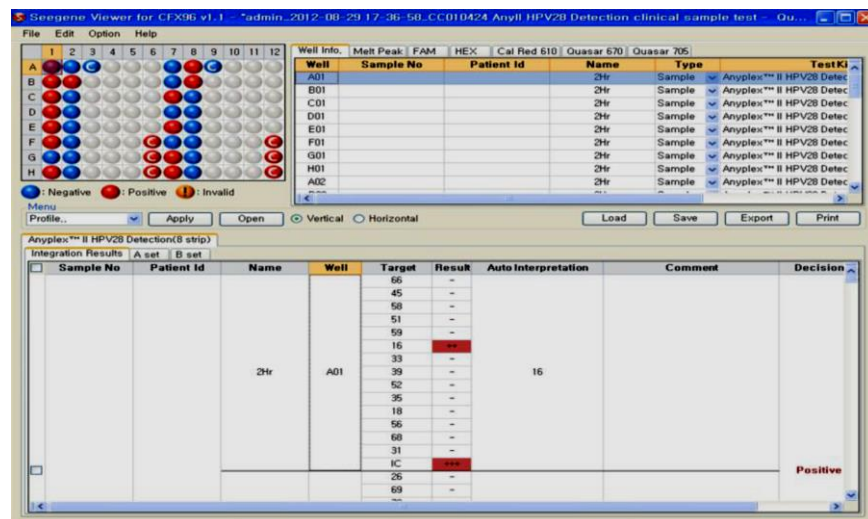 Seegene Viewer for CFX96 v1.1 - "admin_2012-08-29 17-36-58_CC010424 AnyII HPV28 Detection clinical sample test - Qu...
File Edit Option Help
1 2 3 4 5 6 7 8 9 10 11 12
A C C
B
C
D
E
F C C
G C C
H C C
: Negative : Positive ! : Invalid
Well Info. Melt Peak FAM HEX Cal Red 610 Quasar 670 Quasar 705
Well Sample No Patient Id Name Type Test Ki
A01 2Hr Sample Anyplex™ II HPV28 Detec
B01 2Hr Sample Anyplex™ II HPV28 Detec
C01 2Hr Sample Anyplex™ II HPV28 Detec
D01 2Hr Sample Anyplex™ II HPV28 Detec
E01 2Hr Sample Anyplex™ II HPV28 Detec
F01 2Hr Sample Anyplex™ II HPV28 Detec
G01 2Hr Sample Anyplex™ II HPV28 Detec
H01 2Hr Sample Anyplex™ II HPV28 Detec
A02 2Hr Sample Anyplex™ II HPV28 Detec
Menu
Profile.. Apply Open Vertical Horizontal Load Save Export Print
Anyplex™ II HPV28 Detection(8 strip)
Integration Results A set B set
Sample No Patient Id Name Well Target Result Auto Interpretation Comment Decision
66 -
45 -
58 -
51 -
59 -
16 ++
33 -
2Hr A01 39 - 16
52 -
35 -
18 -
56 -
68 -
31 -
IC +++
Positive
26 -
69 -